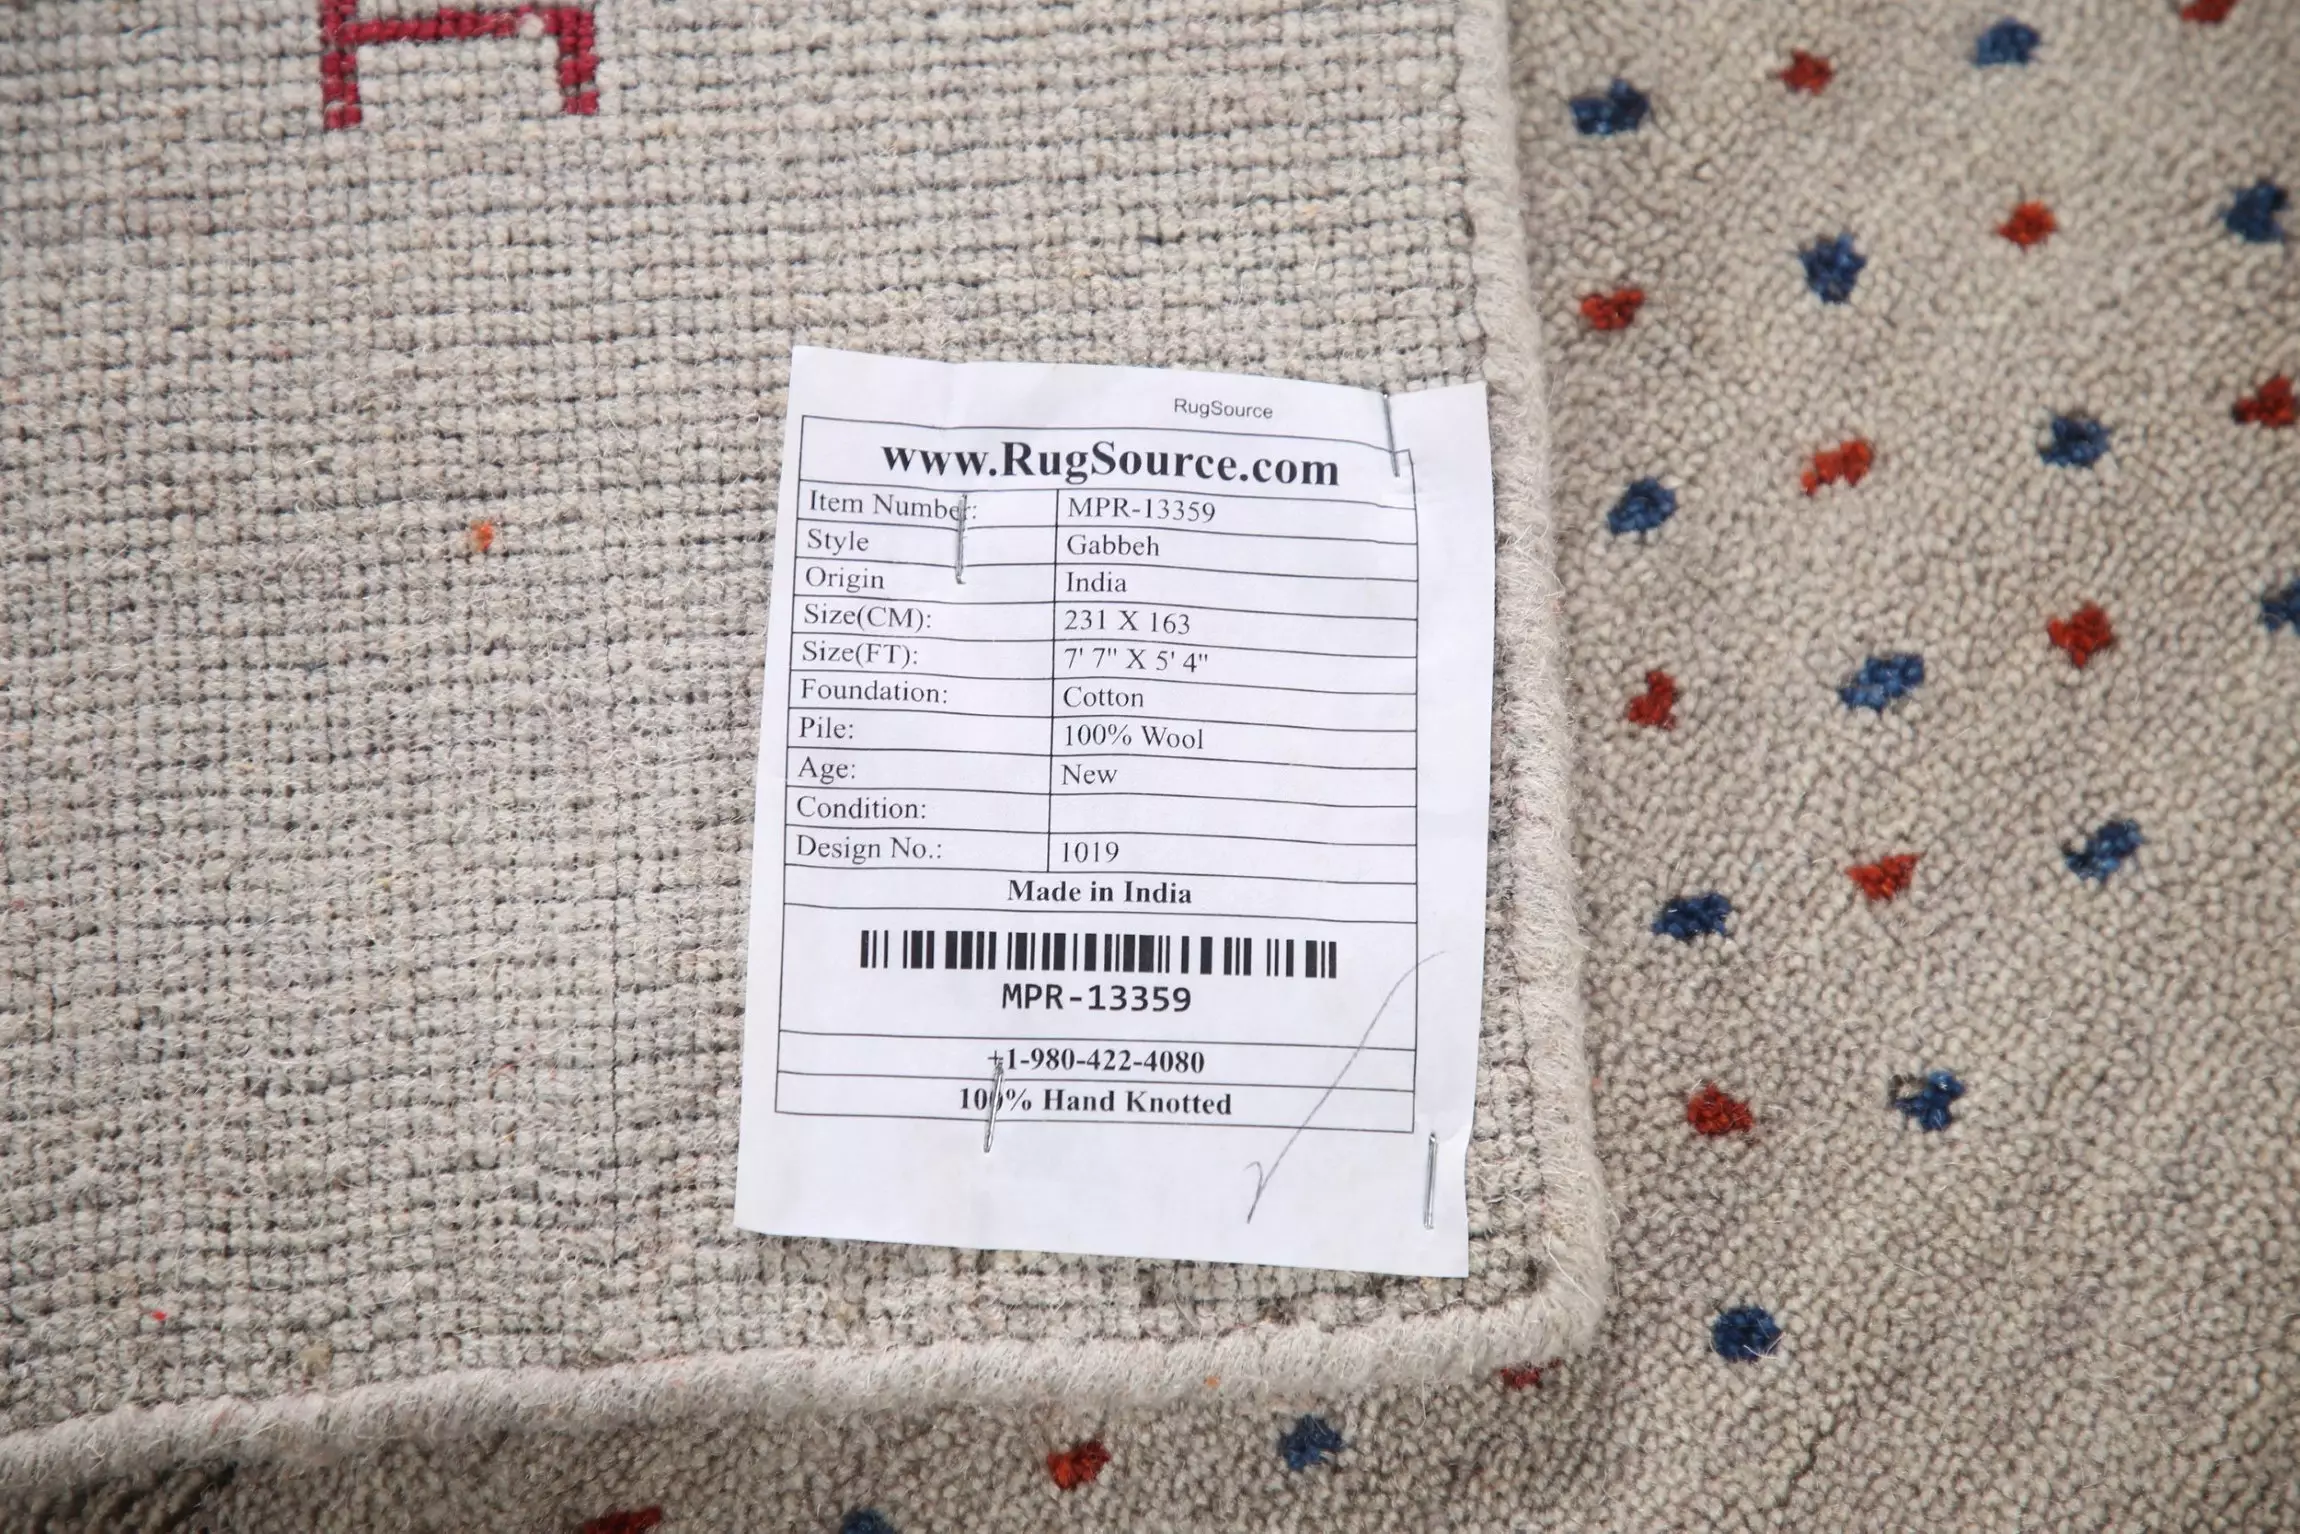 RugSource
www.RugSource.com
Item Number: MPR-13359
Style Gabbeh
Origin India
Size(CM): 231 X 163
Size(FT): 7' 7" X 5' 4"
Foundation: Cotton
Pile: 100% Wool
Age: New
Condition:
Design No.: 1019
Made in India
MPR-13359
+1-980-422-4080
100% Hand Knotted